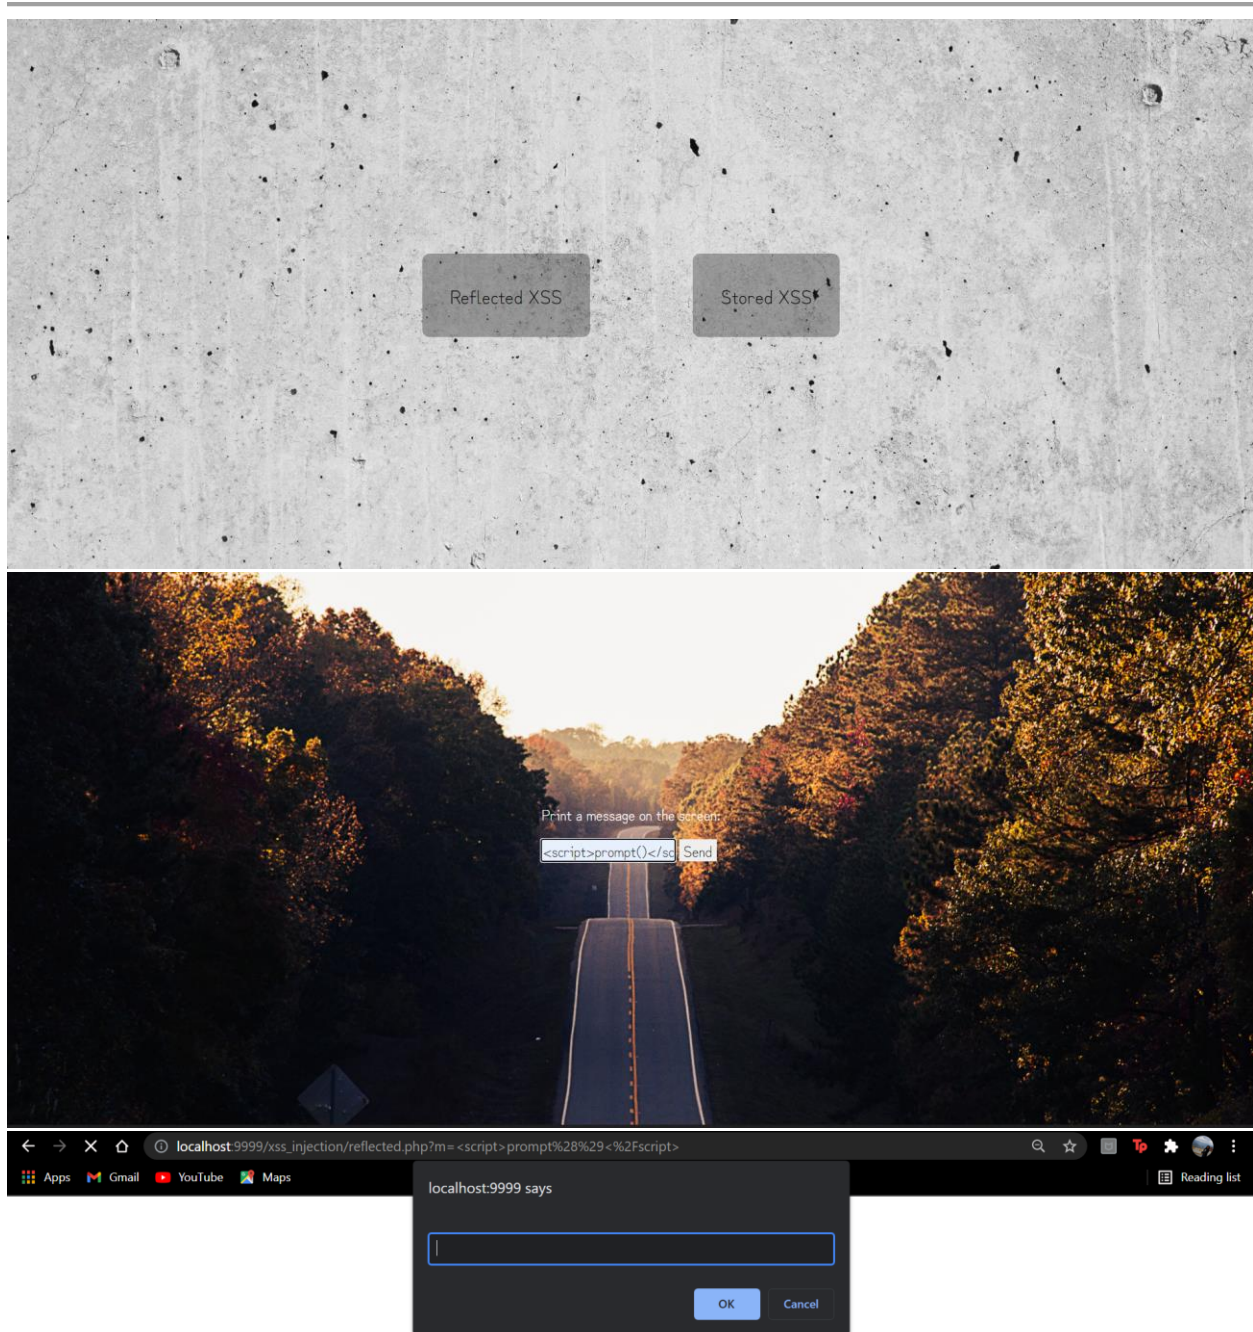 Reflected XSS
Stored XSS
Print a message on the screen:
<script>prompt()</sc Send
localhost:9999/xss_injection/reflected.php?m=<script>prompt%28%29<%2Fscript>
Tp
Apps Gmail YouTube Maps Reading list
localhost:9999 says
OK Cancel